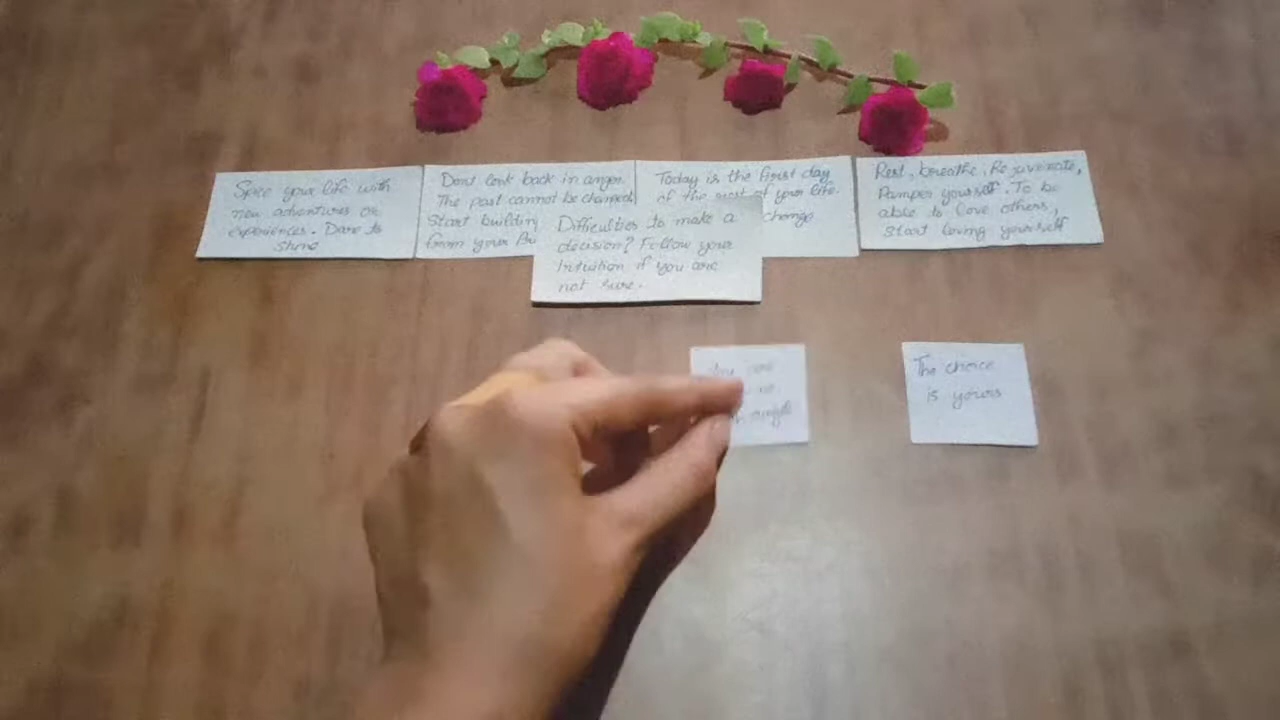 Spice your life with
new adventures or
experiences. Dare to
shine
Dont look back in anger.
The past cannot be changed
Start building
from your
Today is the first day
of the rest of your life.
change
Difficulties to make a
decision? Follow your
Intuition if you are
not sure.
Rest, breathe, Rejuvenate,
Pamper yourself. To be
able to love others,
Start loving yourself
The choice
is yours